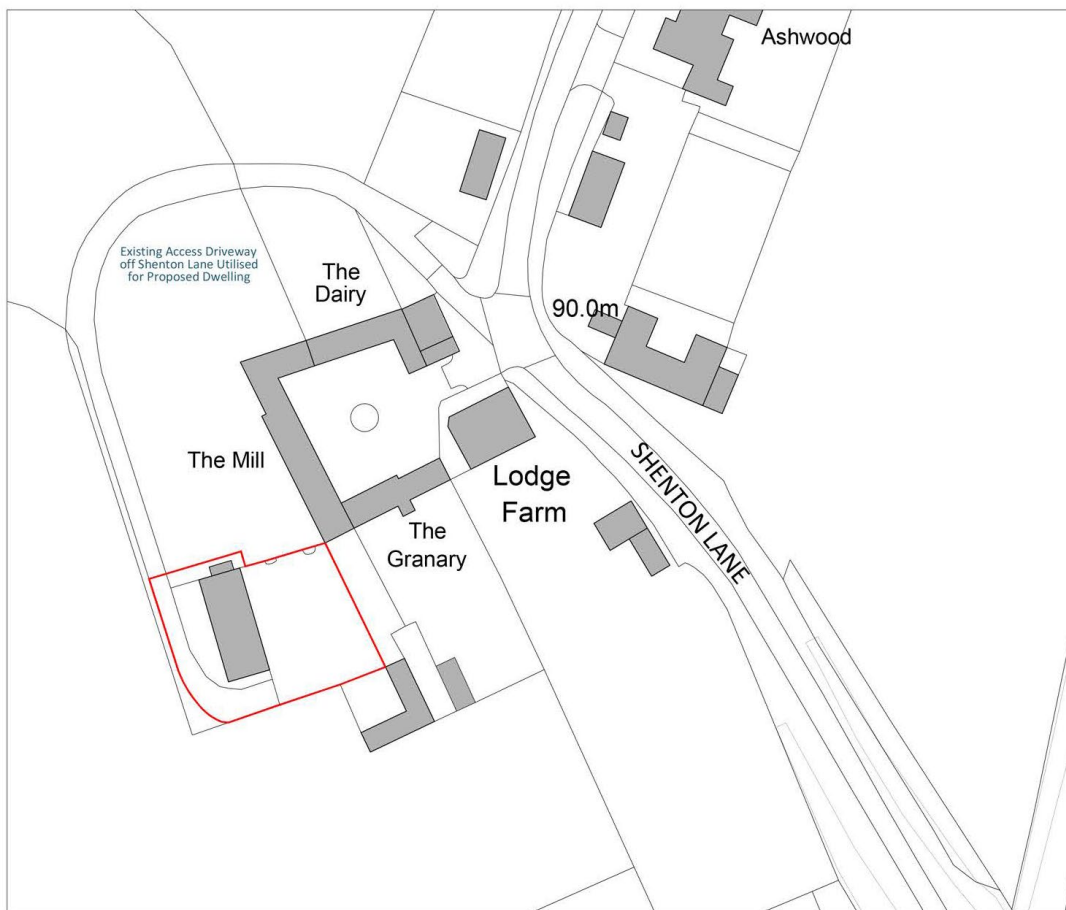 Ashwood
Existing Access Driveway
off Shenton Lane Utilised
for Proposed Dwelling
The
Dairy
90.0m
The Mill
Lodge
Farm
SHENTON LANE
The
Granary